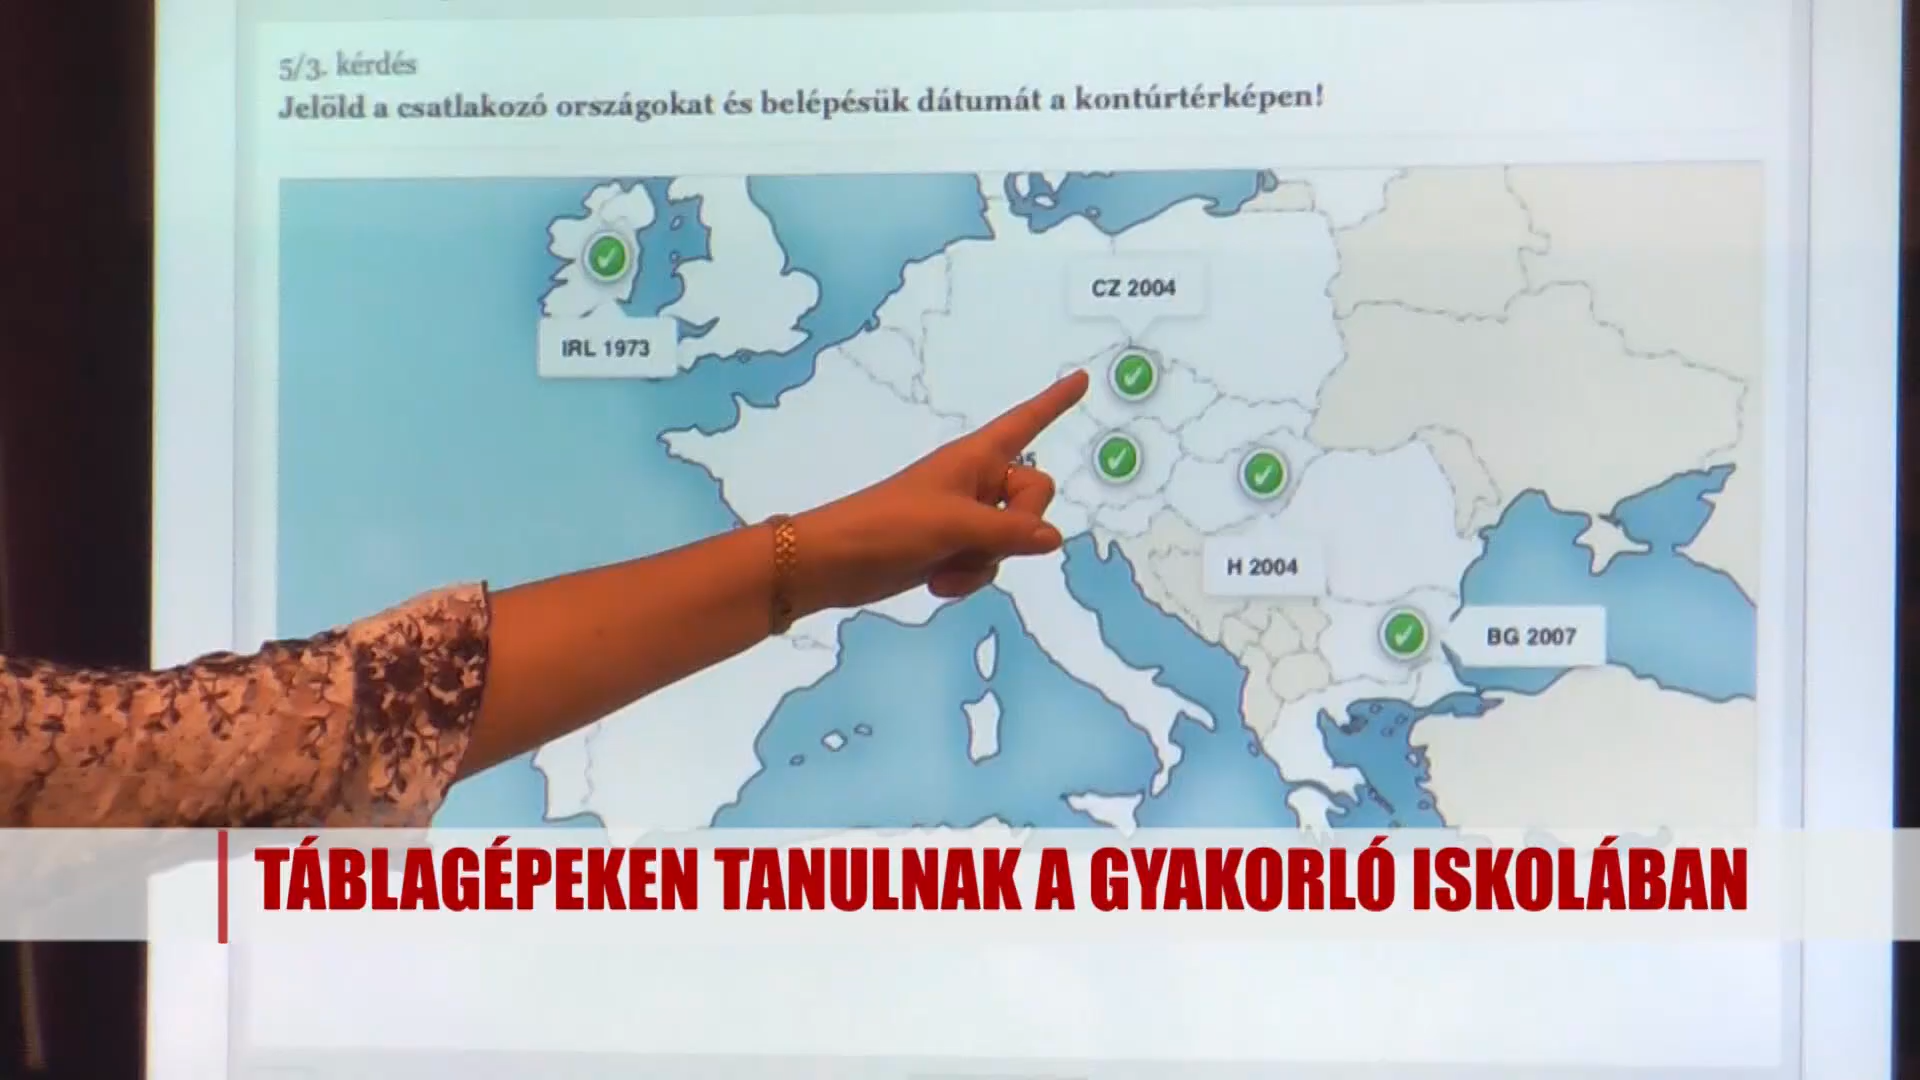 5/3. kérdés
Jelöld a csatlakozó országokat és belépésük dátumát a kontúrtérképen!
CZ 2004
IRL 1973
H 2004
BG 2007
TÁBLAGÉPEKEN TANULNAK A GYAKORLÓ ISKOLÁBAN